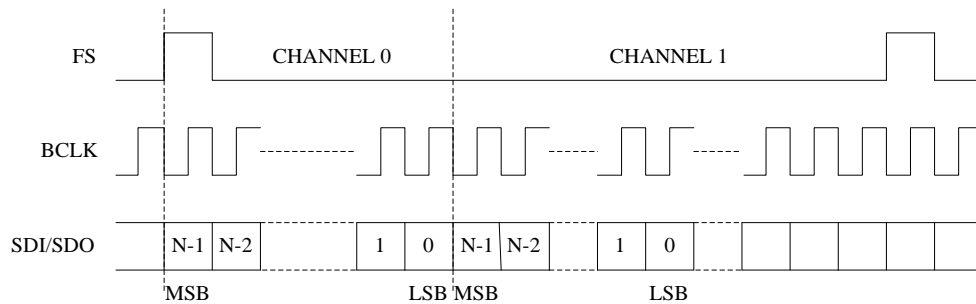 FS CHANNEL 0 CHANNEL 1
BCLK
SDI/SDO N-1 N-2 1 0 N-1 N-2 1 0
MSB LSB MSB LSB